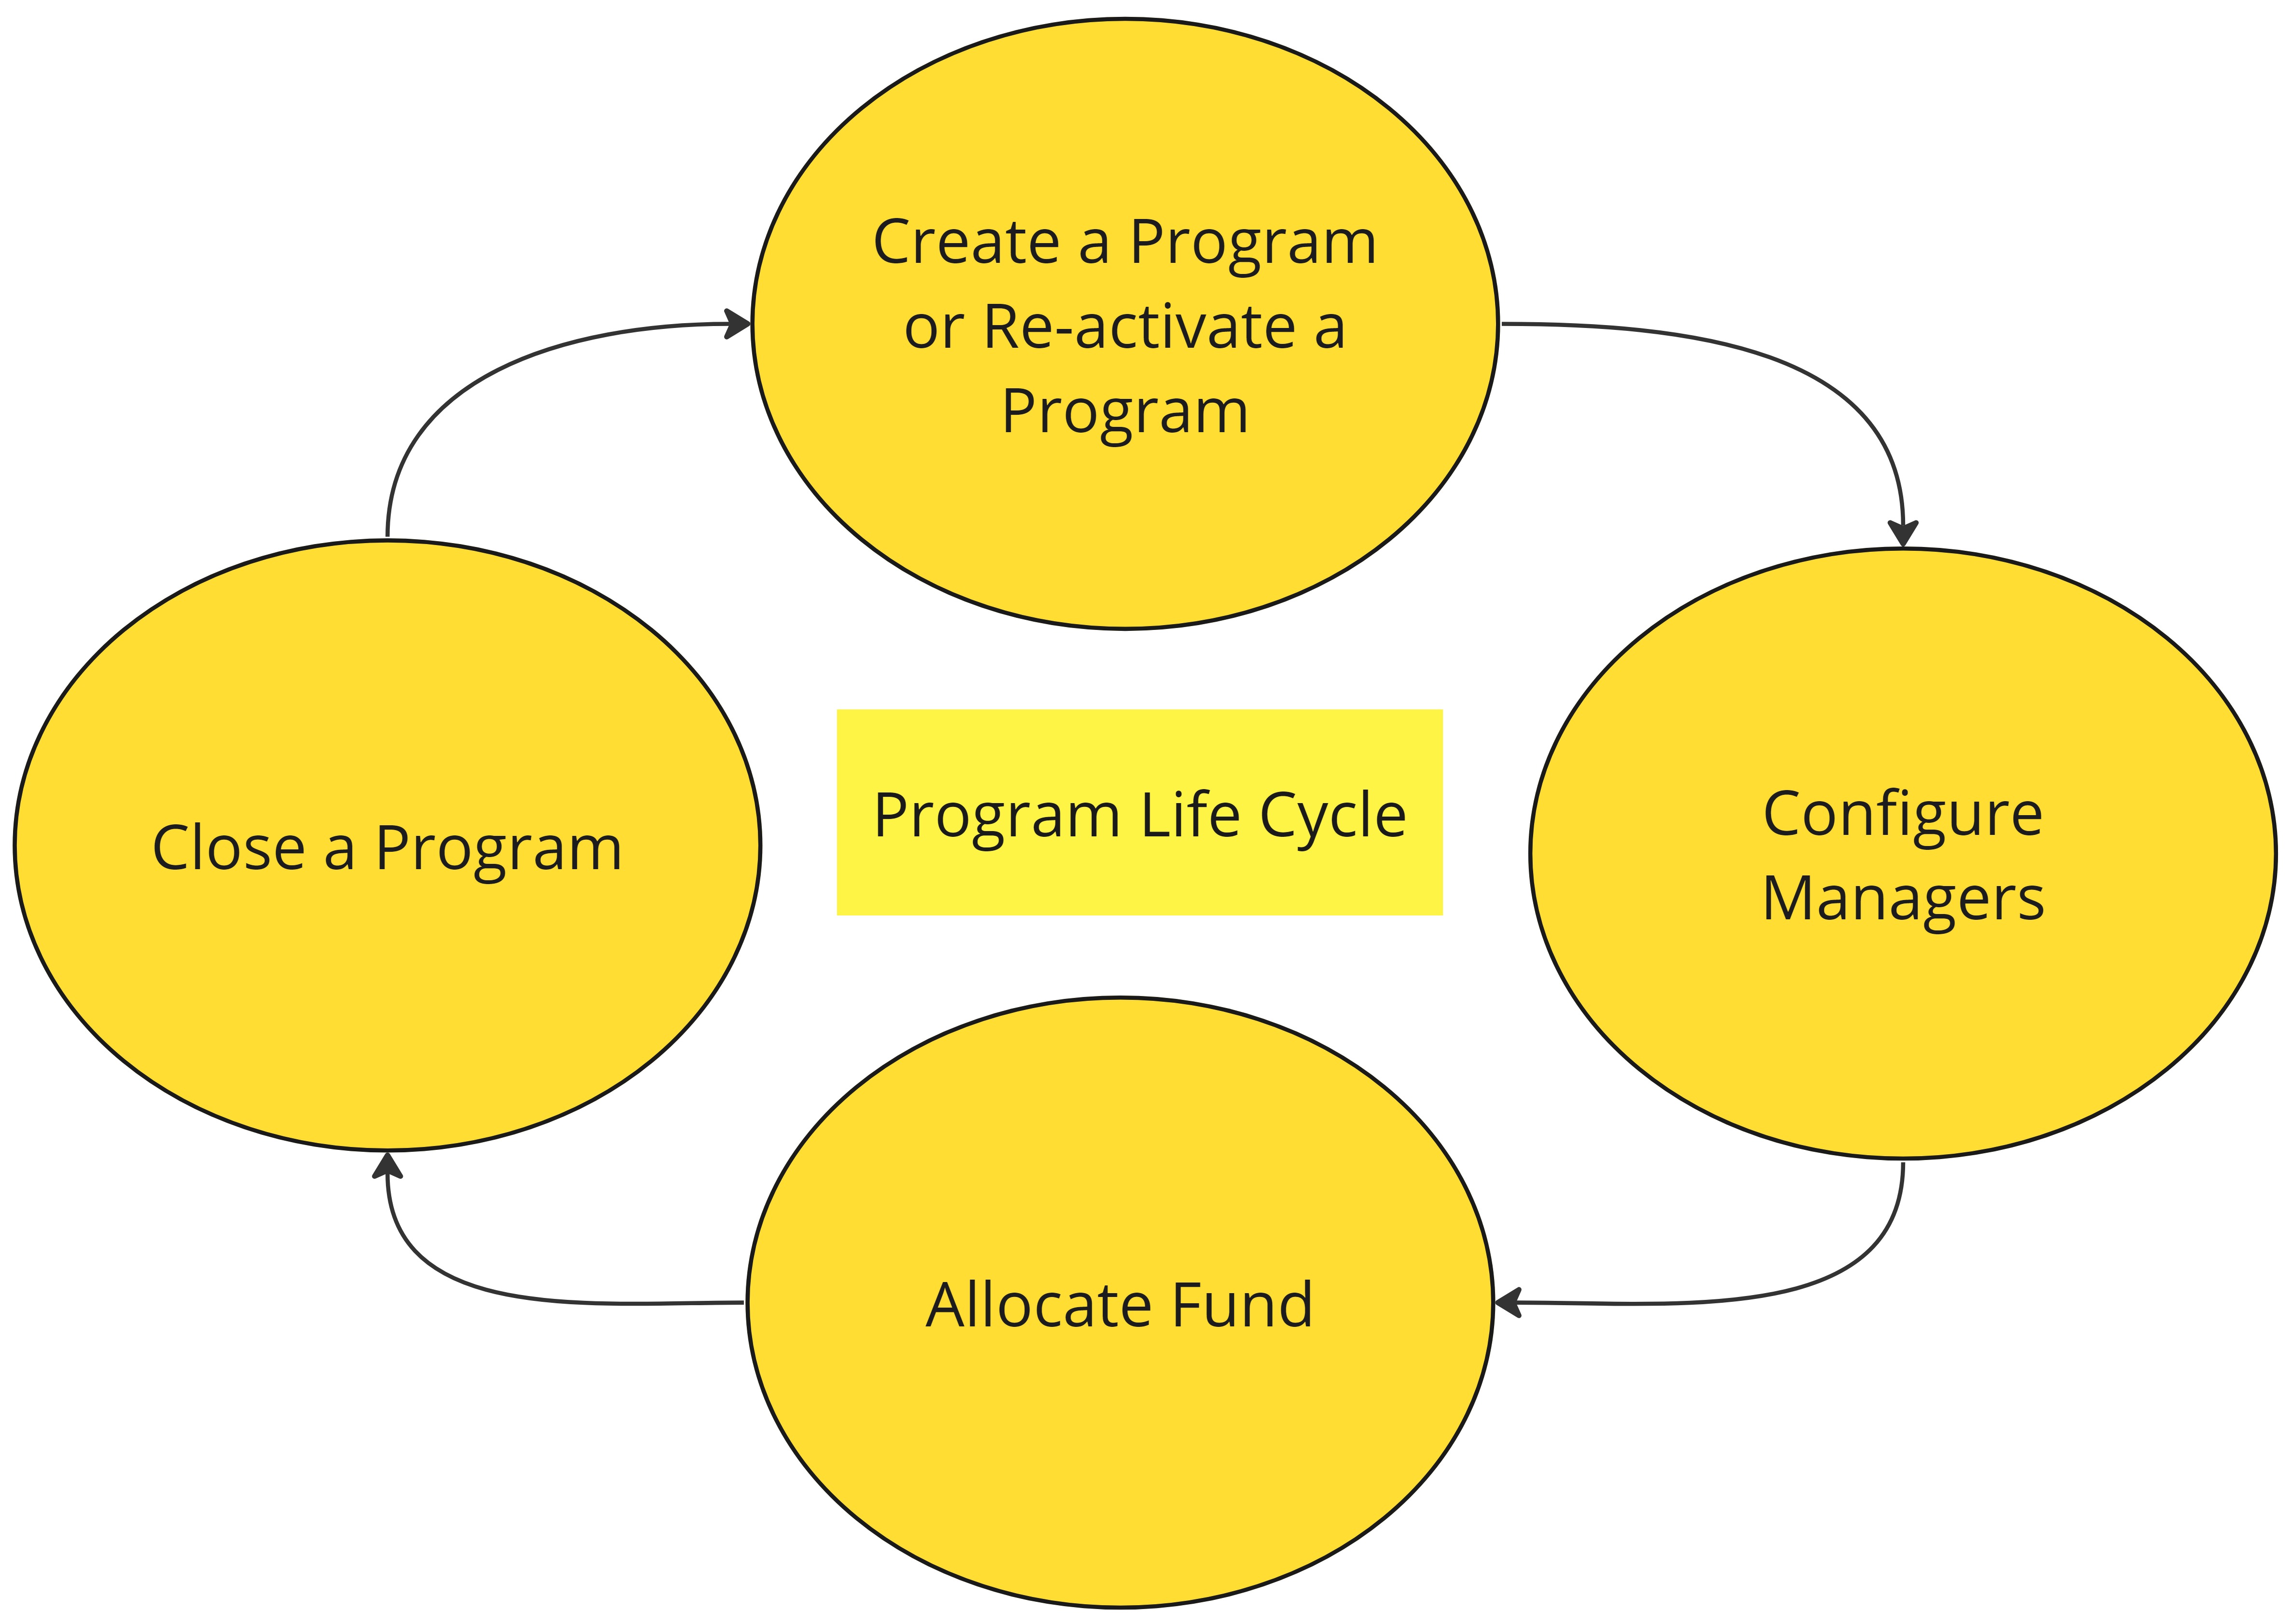 Create a Program
or Re-activate a
Program
Program Life Cycle
Configure
Managers
Close a Program
Allocate Fund